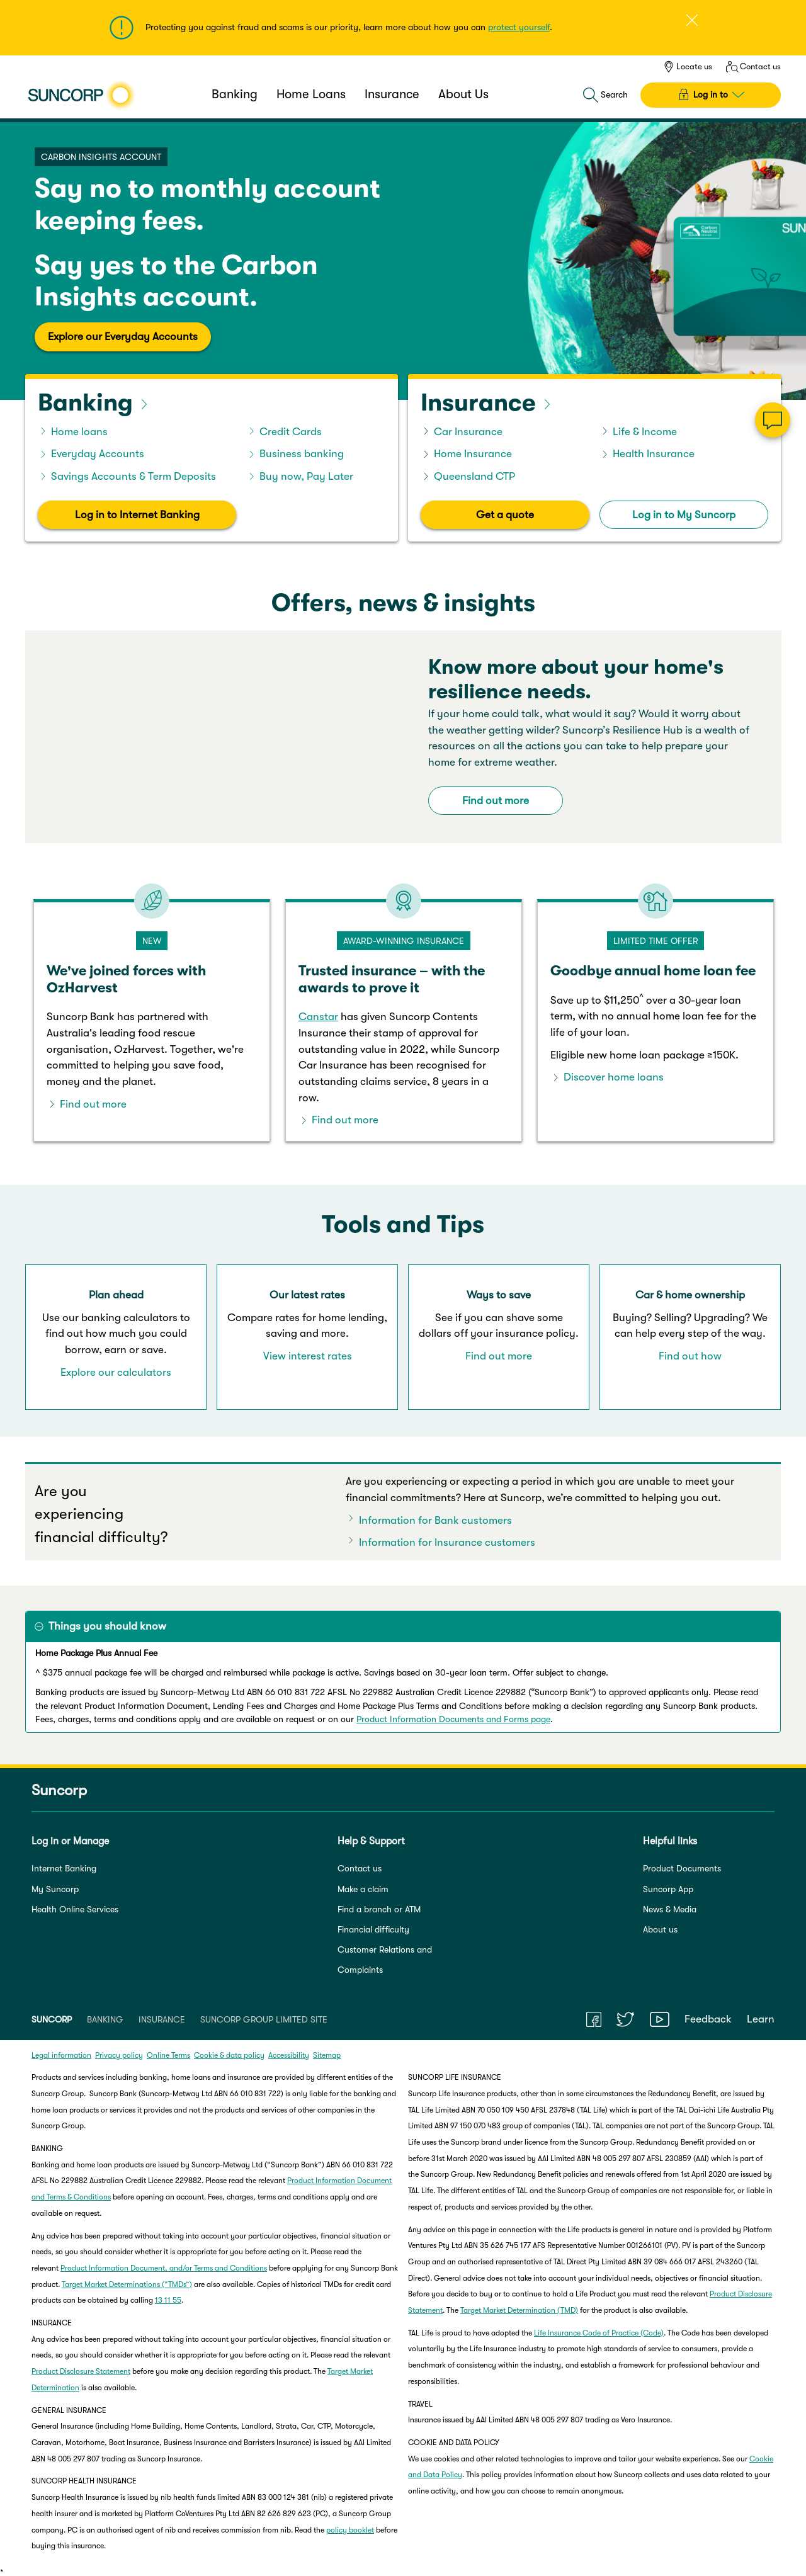 Protecting you against fraud and scams is our priority, learn more about how you can protect yourself.
Locate us
Contact us
SUNCORP
Banking
Home Loans
Insurance
About Us
Search
Log in to
CARBON INSIGHTS ACCOUNT
Say no to monthly account
keeping fees.
Say yes to the Carbon
Insights account.
Explore our Everyday Accounts
Carbon
Neutral
SUN
Banking
Home loans
Credit Cards
Everyday Accounts
Business banking
Savings Accounts & Term Deposits
Buy now, Pay Later
Log in to Internet Banking
Insurance
Car Insurance
Life & Income
Home Insurance
Health Insurance
Queensland CTP
Get a quote
Log in to My Suncorp
Offers, news & insights
Know more about your home's
resilience needs.
If your home could talk, what would it say? Would it worry about
the weather getting wilder? Suncorp's Resilience Hub is a wealth of
resources on all the actions you can take to help prepare your
home for extreme weather.
Find out more
NEW
We've joined forces with
OzHarvest
Suncorp Bank has partnered with
Australia's leading food rescue
organisation, OzHarvest. Together, we're
committed to helping you save food,
money and the planet.
Find out more
AWARD-WINNING INSURANCE
Trusted insurance – with the
awards to prove it
Canstar has given Suncorp Contents
Insurance their stamp of approval for
outstanding value in 2022, while Suncorp
Car Insurance has been recognised for
outstanding claims service, 8 years in a
row.
Find out more
LIMITED TIME OFFER
Goodbye annual home loan fee
Save up to $11,250^ over a 30-year loan
term, with no annual home loan fee for the
life of your loan.
Eligible new home loan package ≥150K.
Discover home loans
Tools and Tips
Plan ahead
Use our banking calculators to
find out how much you could
borrow, earn or save.
Explore our calculators
Our latest rates
Compare rates for home lending,
saving and more.
View interest rates
Ways to save
See if you can shave some
dollars off your insurance policy.
Find out more
Car & home ownership
Buying? Selling? Upgrading? We
can help every step of the way.
Find out how
Are you
experiencing
financial difficulty?
Are you experiencing or expecting a period in which you are unable to meet your
financial commitments? Here at Suncorp, we're committed to helping you out.
Information for Bank customers
Information for Insurance customers
Things you should know
Home Package Plus Annual Fee
^ $375 annual package fee will be charged and reimbursed while package is active. Savings based on 30-year loan term. Offer subject to change.
Banking products are issued by Suncorp-Metway Ltd ABN 66 010 831 722 AFSL No 229882 Australian Credit Licence 229882 ("Suncorp Bank") to approved applicants only. Please read
the relevant Product Information Document, Lending Fees and Charges and Home Package Plus Terms and Conditions before making a decision regarding any Suncorp Bank products.
Fees, charges, terms and conditions apply and are available on request or on our Product Information Documents and Forms page.
Suncorp
Log in or Manage
Internet Banking
My Suncorp
Health Online Services
Help & Support
Contact us
Make a claim
Find a branch or ATM
Financial difficulty
Customer Relations and
Complaints
Helpful links
Product Documents
Suncorp App
News & Media
About us
SUNCORP
BANKING
INSURANCE
SUNCORP GROUP LIMITED SITE
Feedback
Learn
Legal information Privacy policy Online Terms Cookie & data policy Accessibility Sitemap
Products and services including banking, home loans and insurance are provided by different entities of the
Suncorp Group. Suncorp Bank (Suncorp-Metway Ltd ABN 66 010 831 722) is only liable for the banking and
home loan products or services it provides and not the products and services of other companies in the
Suncorp Group.
BANKING
Banking and home loan products are issued by Suncorp-Metway Ltd ("Suncorp Bank") ABN 66 010 831 722
AFSL No 229882 Australian Credit Licence 229882. Please read the relevant Product Information Document
and Terms & Conditions before opening an account. Fees, charges, terms and conditions apply and are
available on request.
Any advice has been prepared without taking into account your particular objectives, financial situation or
needs, so you should consider whether it is appropriate for you before acting on it. Please read the
relevant Product Information Document, and/or Terms and Conditions before applying for any Suncorp Bank
product. Target Market Determinations ("TMDs") are also available. Copies of historical TMDs for credit card
products can be obtained by calling 13 11 55.
INSURANCE
Any advice has been prepared without taking into account your particular objectives, financial situation or
needs, so you should consider whether it is appropriate for you before acting on it. Please read the relevant
Product Disclosure Statement before you make any decision regarding this product. The Target Market
Determination is also available.
GENERAL INSURANCE
General Insurance (including Home Building, Home Contents, Landlord, Strata, Car, CTP, Motorcycle,
Caravan, Motorhome, Boat Insurance, Business Insurance and Barristers Insurance) is issued by AAI Limited
ABN 48 005 297 807 trading as Suncorp Insurance.
SUNCORP HEALTH INSURANCE
Suncorp Health Insurance is issued by nib health funds limited ABN 83 000 124 381 (nib) a registered private
health insurer and is marketed by Platform CoVentures Pty Ltd ABN 82 626 829 623 (PC), a Suncorp Group
company. PC is an authorised agent of nib and receives commission from nib. Read the policy booklet before
buying this insurance.
SUNCORP LIFE INSURANCE
Suncorp Life Insurance products, other than in some circumstances the Redundancy Benefit, are issued by
TAL Life Limited ABN 70 050 109 450 AFSL 237848 (TAL Life) which is part of the TAL Dai-ichi Life Australia Pty
Limited ABN 97 150 070 483 group of companies (TAL). TAL companies are not part of the Suncorp Group. TAL
Life uses the Suncorp brand under licence from the Suncorp Group. Redundancy Benefit provided on or
before 31st March 2020 was issued by AAI Limited ABN 48 005 297 807 AFSL 230859 (AAI) which is part of
the Suncorp Group. New Redundancy Benefit policies and renewals offered from 1st April 2020 are issued by
TAL Life. The different entities of TAL and the Suncorp Group of companies are not responsible for, or liable in
respect of, products and services provided by the other.
Any advice on this page in connection with the Life products is general in nature and is provided by Platform
Ventures Pty Ltd ABN 35 626 745 177 AFS Representative Number 001266101 (PV). PV is part of the Suncorp
Group and an authorised representative of TAL Direct Pty Limited ABN 39 084 666 017 AFSL 243260 (TAL
Direct). General advice does not take into account your individual needs, objectives or financial situation.
Before you decide to buy or to continue to hold a Life Product you must read the relevant Product Disclosure
Statement. The Target Market Determination (TMD) for the product is also available.
TAL Life is proud to have adopted the Life Insurance Code of Practice (Code). The Code has been developed
voluntarily by the Life Insurance industry to promote high standards of service to consumers, provide a
benchmark of consistency within the industry, and establish a framework for professional behaviour and
responsibilities.
TRAVEL
Insurance issued by AAI Limited ABN 48 005 297 807 trading as Vero Insurance.
COOKIE AND DATA POLICY
We use cookies and other related technologies to improve and tailor your website experience. See our Cookie
and Data Policy. This policy provides information about how Suncorp collects and uses data related to your
online activity, and how you can choose to remain anonymous.